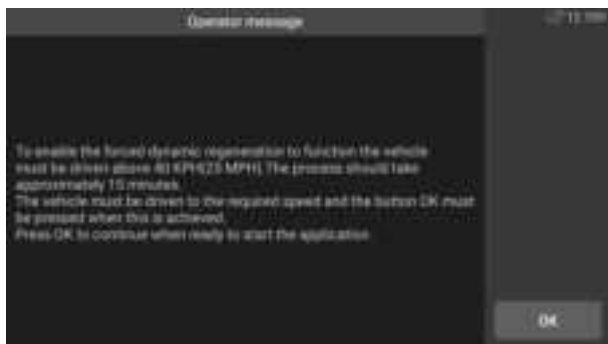 Operator message
To enable the forced dynamic regeneration to function the vehicle
must be driven above 40 KPH(25 MPH). The process should take
approximately 15 minutes.
The vehicle must be driven to the required speed and the button OK must
be pressed when this is achieved.
Press OK to continue when ready to start the application
OK